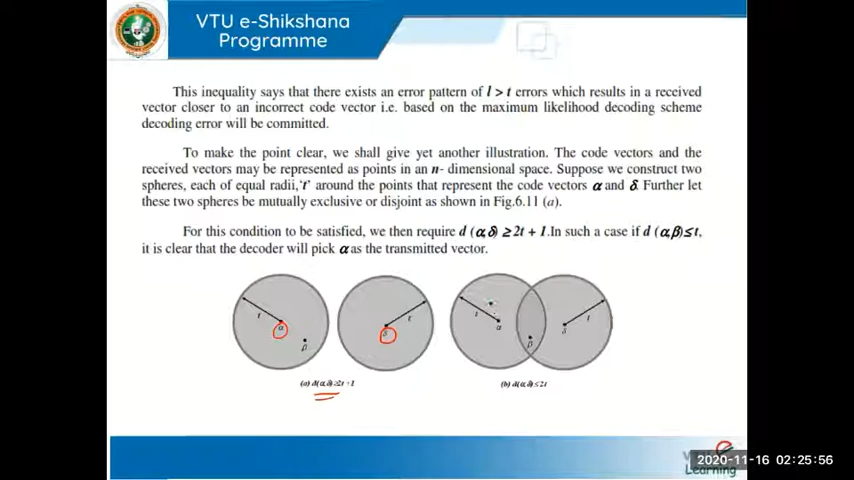 VTU e-Shikshana
Programme
This inequality says that there exists an error pattern of l > t errors which results in a received
vector closer to an incorrect code vector i.e. based on the maximum likelihood decoding scheme
decoding error will be committed.
To make the point clear, we shall give yet another illustration. The code vectors and the
received vectors may be represented as points in an n- dimensional space. Suppose we construct two
spheres, each of equal radii,'t' around the points that represent the code vectors α and δ. Further let
these two spheres be mutually exclusive or disjoint as shown in Fig.6.11 (a).
For this condition to be satisfied, we then require d (α,δ) ≥ 2t + 1.In such a case if d (α,β) ≤ t,
it is clear that the decoder will pick α as the transmitted vector.
t
α
β
t
δ
t
α
β
t
δ
(a) d(α,δ) ≥2t +1
(b) d(α,δ) ≤ 2t
2020-11-16 02:25:56
Learning